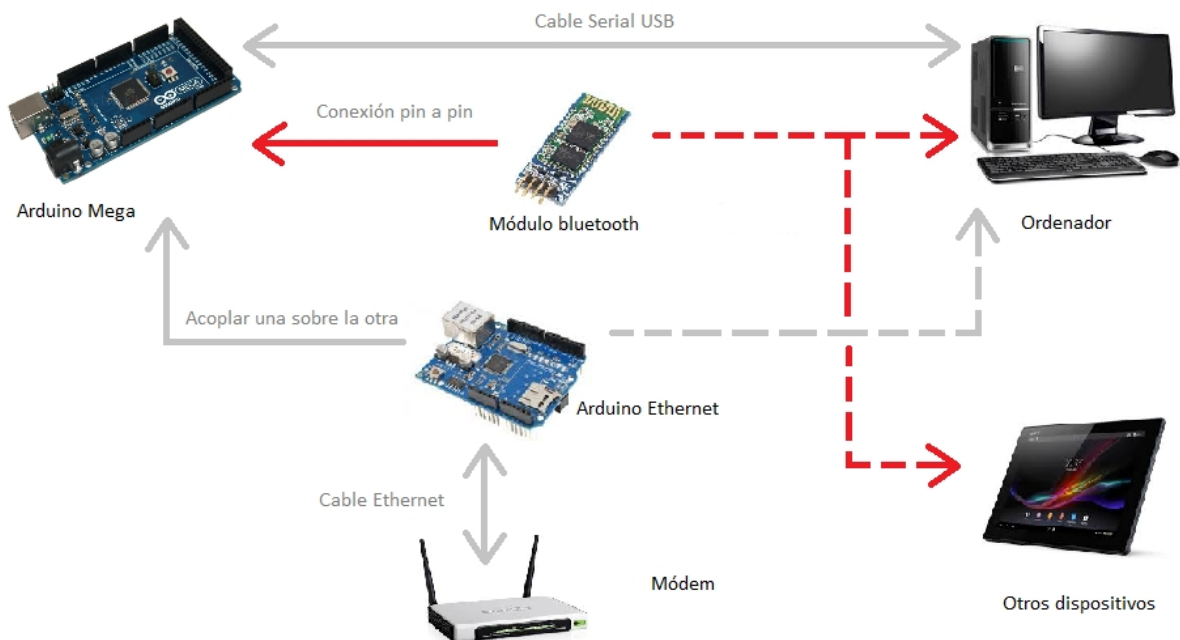 Cable Serial USB
Conexión pin a pin
Arduino Mega
Módulo bluetooth
Ordenador
Acoplar una sobre la otra
Arduino Ethernet
Cable Ethernet
Módem
Otros dispositivos